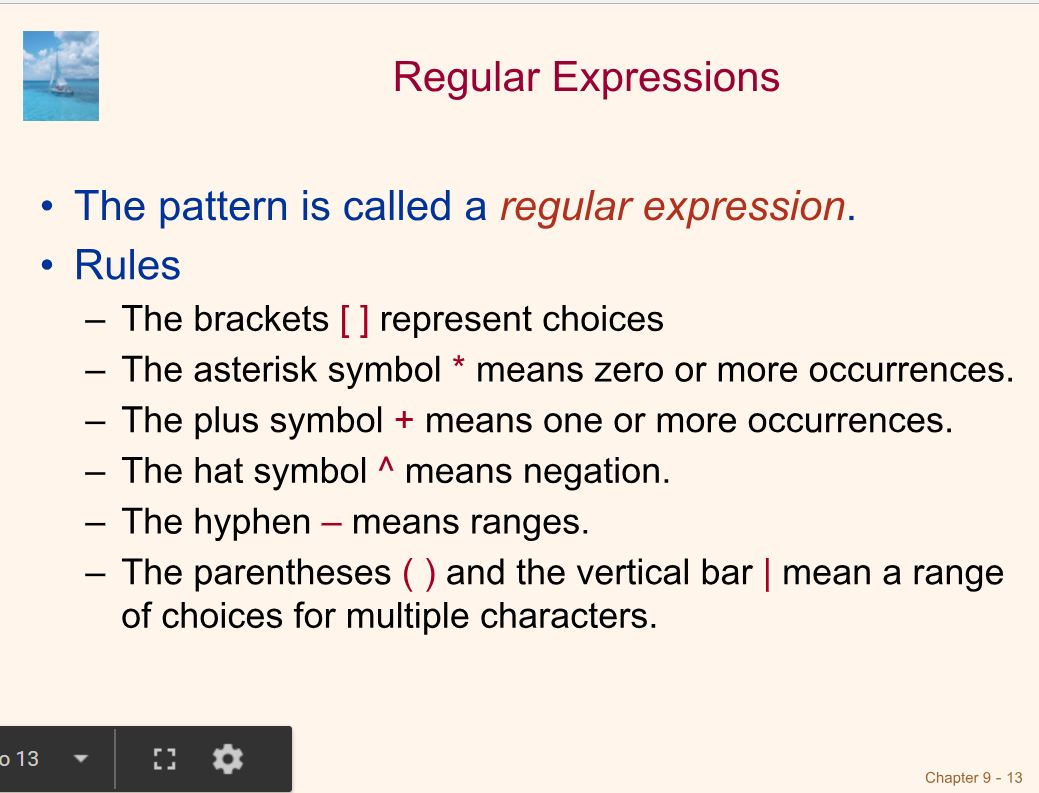 Regular Expressions
• The pattern is called a regular expression.
• Rules
– The brackets [ ] represent choices
– The asterisk symbol * means zero or more occurrences.
– The plus symbol + means one or more occurrences.
– The hat symbol ^ means negation.
– The hyphen – means ranges.
– The parentheses ( ) and the vertical bar | mean a range
of choices for multiple characters.
o 13
Chapter 9 - 13